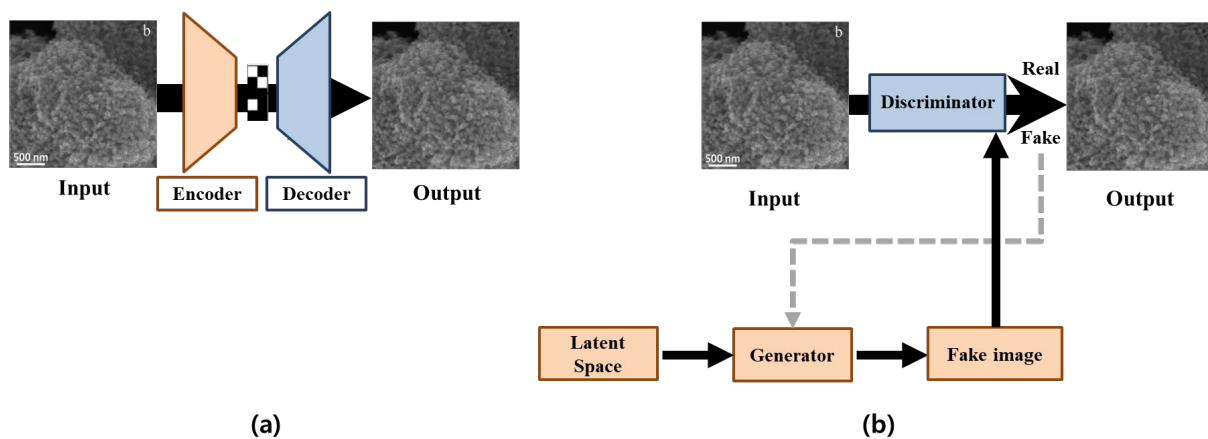 b
500 nm
Input
Encoder
Decoder
Output
(a)
b
500 nm
Input
Discriminator
Real
Fake
Output
Latent
Space
Generator
Fake image
(b)